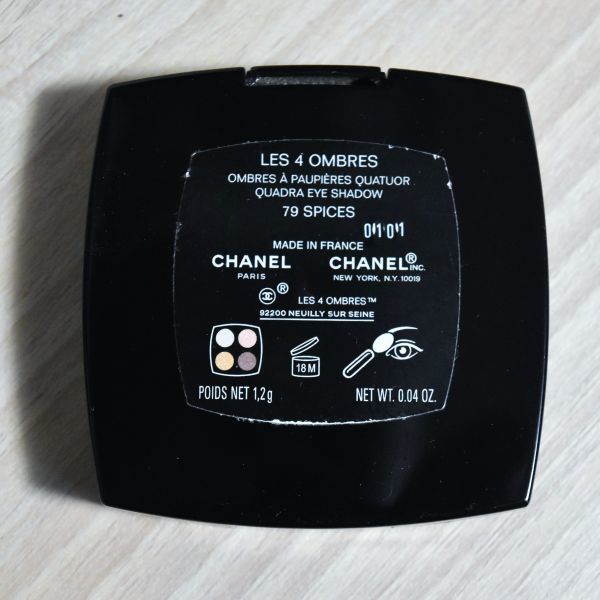 LES 4 OMBRES
OMBRES À PAUPIÈRES QUATUOR
QUADRA EYE SHADOW
79 SPICES
MADE IN FRANCE
CHANEL CHANEL® INC.
PARIS NEW YORK, N.Y. 10019
® LES 4 OMBRES™
92200 NEUILLY SUR SEINE
18 M
POIDS NET 1,2g NET WT. 0.04 OZ.